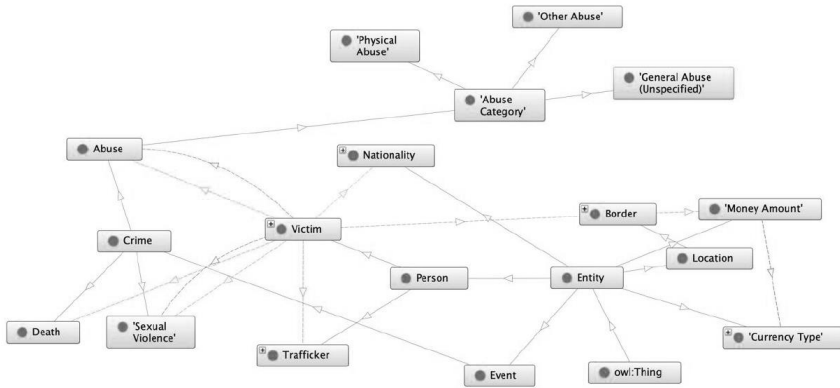 'Other Abuse'
'Physical
Abuse'
'General Abuse
(Unspecified)'
'Abuse
Category'
Abuse
Nationality
Victim
Border
'Money Amount'
Crime
Location
Person
Entity
Death
'Sexual
Violence'
Trafficker
'Currency Type'
Event
owl:Thing